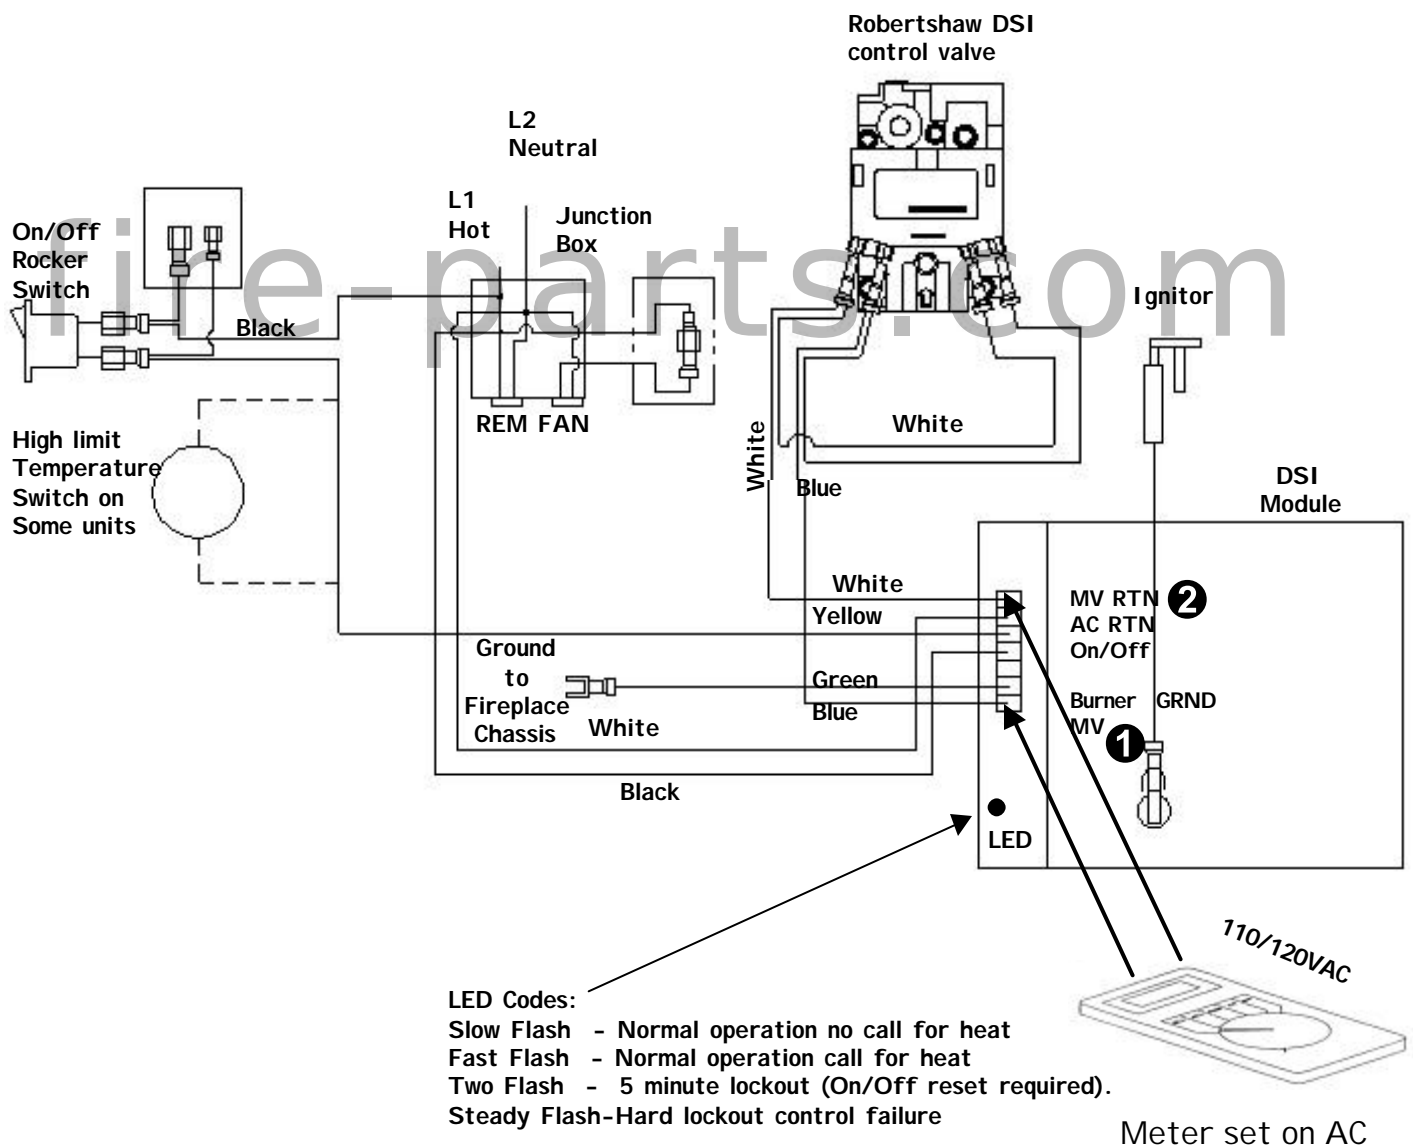 Robertshaw DSI
control valve
L2
Neutral
L1
Hot
Junction
Box
On/Off
Rocker
Switch
fire-parts.com
Ignitor
Black
REM FAN
White
High limit
Temperature
Switch on
Some units
White
Blue
DSI
Module
White
Yellow
MV RTN 2
AC RTN
On/Off
Ground
to
Fireplace
Chassis
Green
Blue
Burner GRND
MV 1
White
Black
LED
110/120VAC
LED Codes:
Slow Flash - Normal operation no call for heat
Fast Flash - Normal operation call for heat
Two Flash - 5 minute lockout (On/Off reset required).
Steady Flash-Hard lockout control failure
Meter set on AC